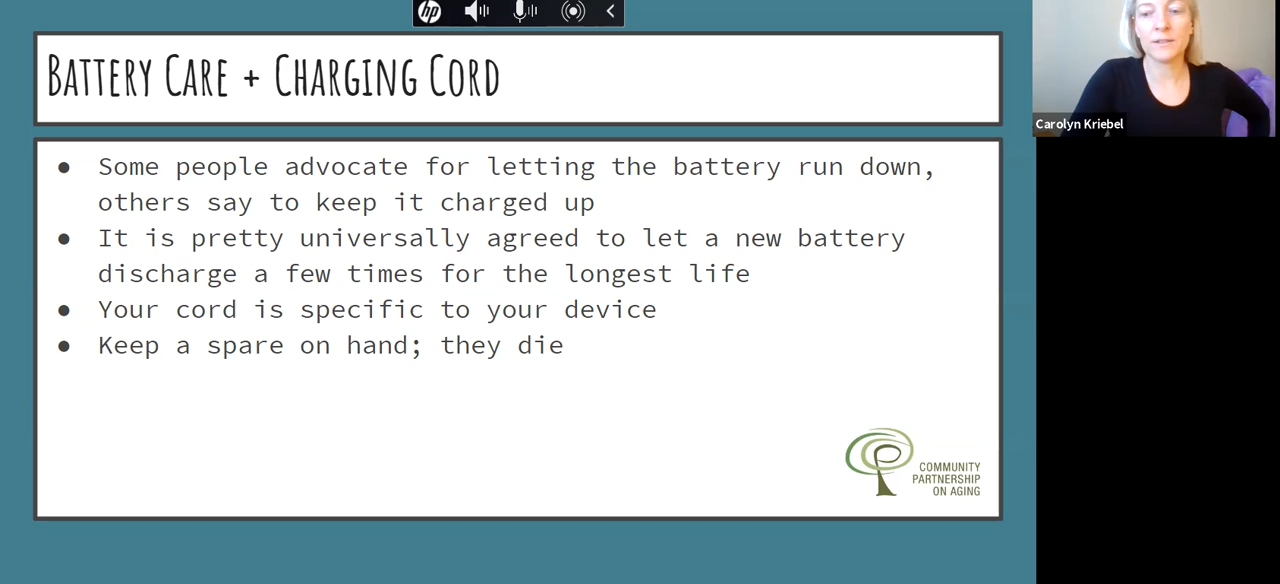 hp
BATTERY CARE + CHARGING CORD
Carolyn Kriebel
● Some people advocate for letting the battery run down,
others say to keep it charged up
● It is pretty universally agreed to let a new battery
discharge a few times for the longest life
● Your cord is specific to your device
● Keep a spare on hand; they die
COMMUNITY
PARTNERSHIP
ON AGING